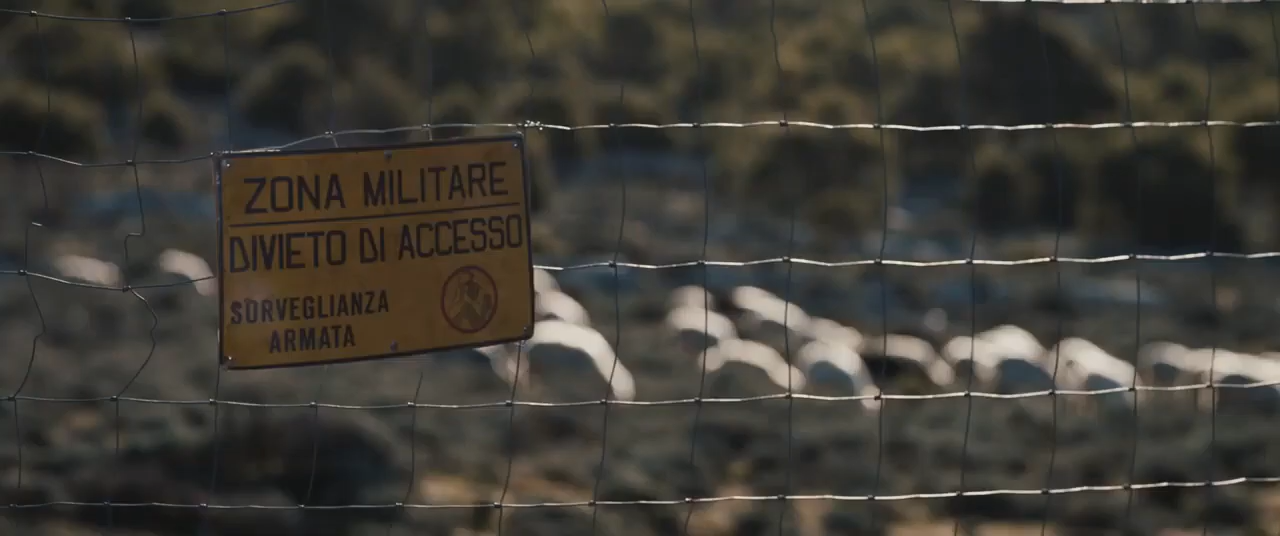 ZONA MILITARE
DIVIETO DI ACCESSO
SORVEGLIANZA
ARMATA